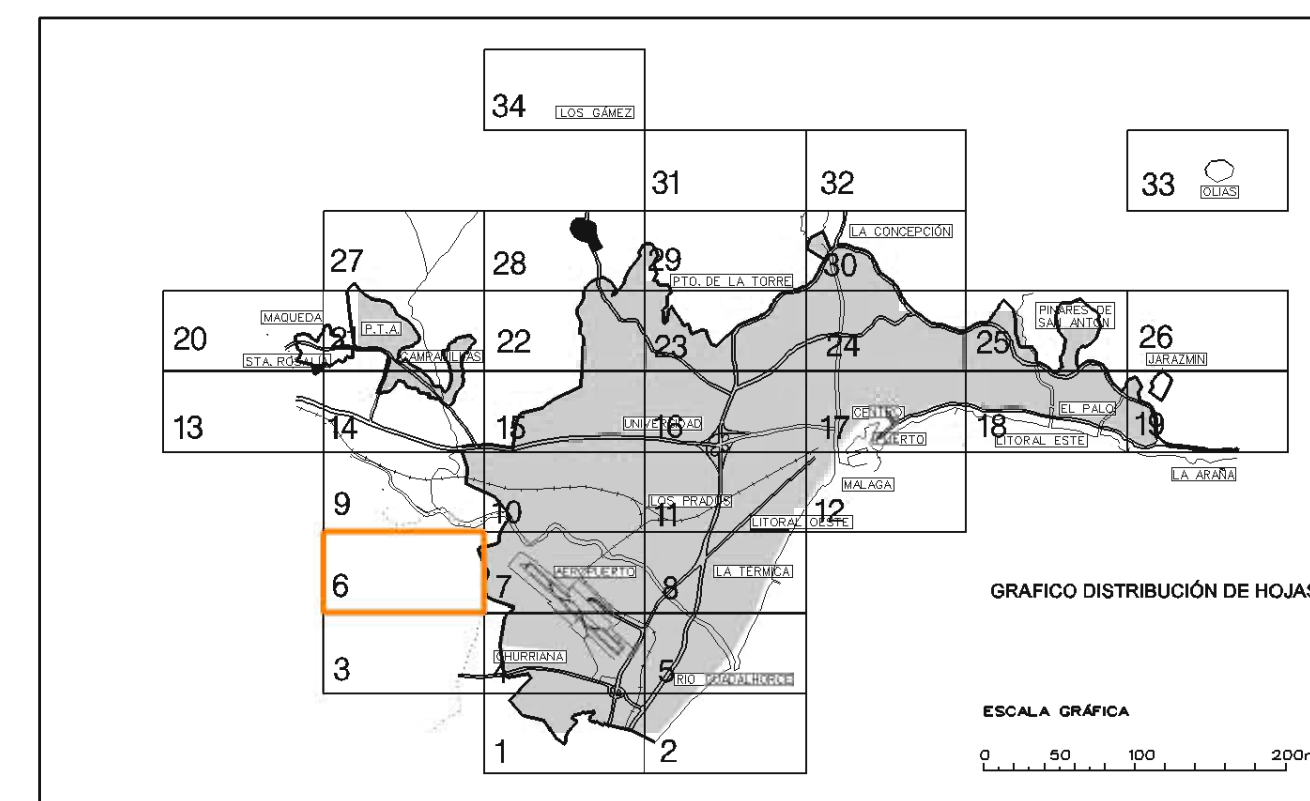 34 LOS GÁMEZ
31 32 33 OLIAS
LA CONCEPCIÓN
27 28 29 30
PTO. DE LA TORRE
MAQUEDA P.T.A. PINARES DE
SAN ANTÓN
20 21 22 23 24 25 26
STA. ROSALIA CAMPANILLAS JARAZMIN
CENTRO EL PALO
13 14 15 UNIVERSIDAD 16 17 18 19
PUERTO LITORAL ESTE
LA ARAÑA
MALAGA
9 10 LOS PRADOS 11 12
LITORAL OESTE
6 7 AEROPUERTO 8 LA TÉRMICA
GRAFICO DISTRIBUCIÓN DE HOJAS
3 CHURRIANA 5 RIO GUADALHORCE
ESCALA GRÁFICA
1 2
0 50 100 200m